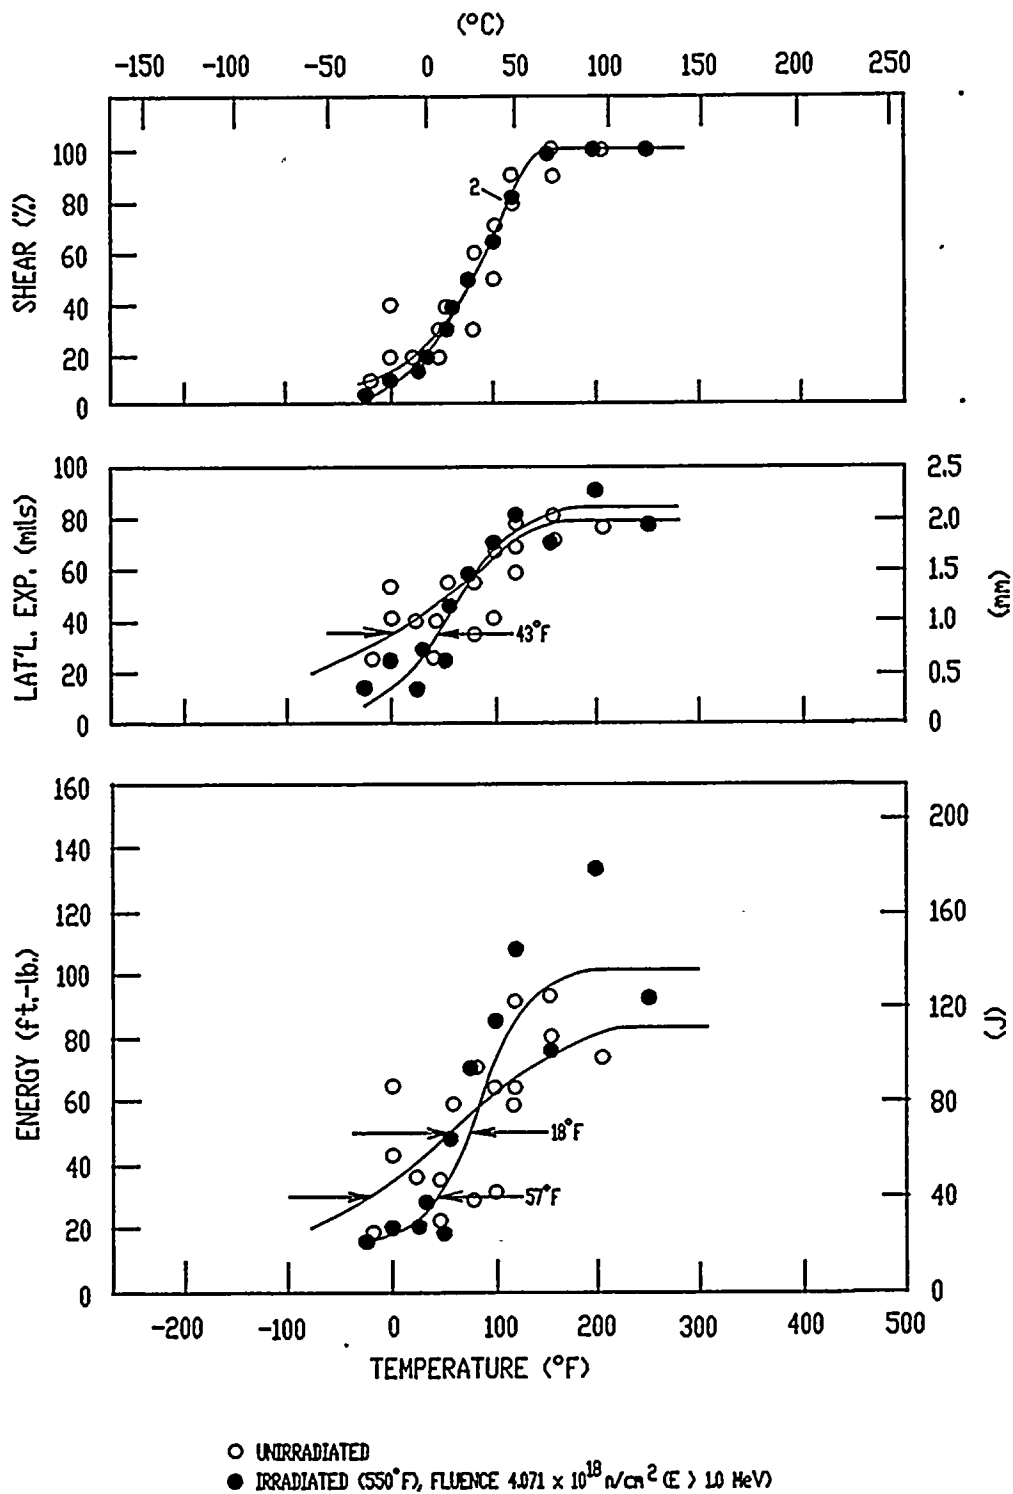 (°C)
-150 -100 -50 0 50 100 150 200 250
SHEAR (%)
100
80
60
40
20
0
2
LAT'L. EXP. (mils)
100
80
60
40
20
0
43°F
2.5
2.0
1.5
1.0
0.5
0
(mm)
ENERGY (ft.-lb.)
160
140
120
100
80
60
40
20
0
18°F
57°F
200
160
120
80
40
0
(J)
-200 -100 0 100 200 300 400 500
TEMPERATURE (°F)
UNIRRADIATED
IRRADIATED (550°F), FLUENCE 4.071 x 10¹⁸ n/cm² (E > 1.0 MeV)